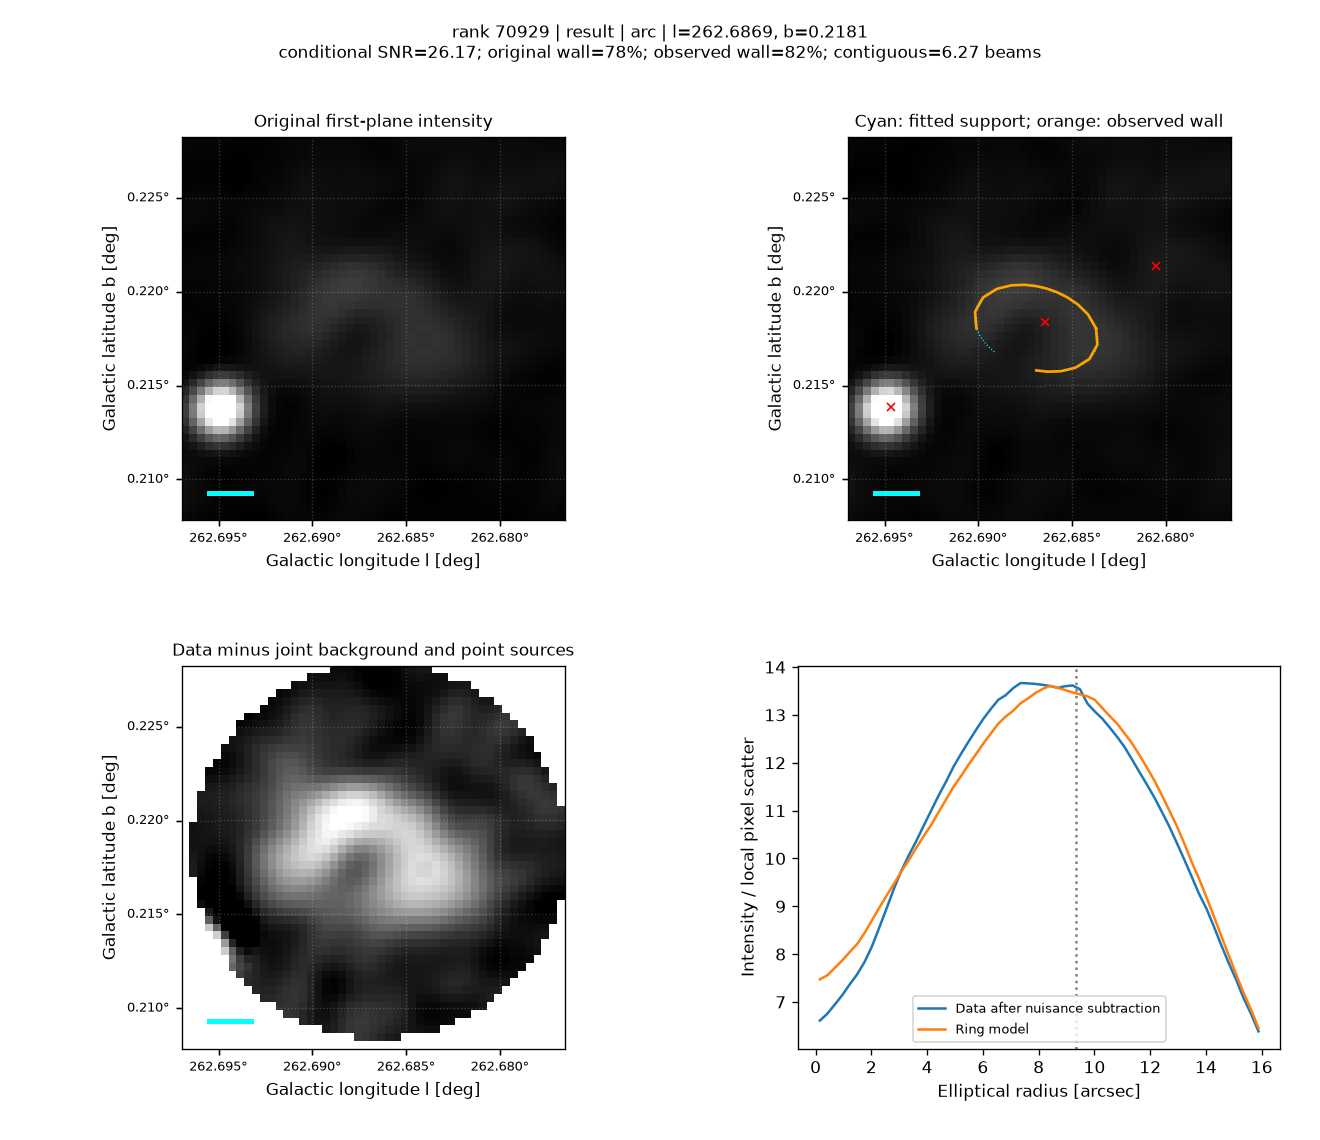 rank 70929 | result | arc | l=262.6869, b=0.2181
conditional SNR=26.17; original wall=78%; observed wall=82%; contiguous=6.27 beams
Original first-plane intensity
0.225°
0.220°
0.215°
0.210°
Galactic latitude b [deg]
262.695°
262.690°
262.685°
262.680°
Galactic longitude l [deg]
Cyan: fitted support; orange: observed wall
0.225°
0.220°
0.215°
0.210°
Galactic latitude b [deg]
262.695°
262.690°
262.685°
262.680°
Galactic longitude l [deg]
Data minus joint background and point sources
0.225°
0.220°
0.215°
0.210°
Galactic latitude b [deg]
262.695°
262.690°
262.685°
262.680°
Galactic longitude l [deg]
14
13
12
11
10
9
8
7
Intensity / local pixel scatter
Data after nuisance subtraction
Ring model
0
2
4
6
8
10
12
14
16
Elliptical radius [arcsec]